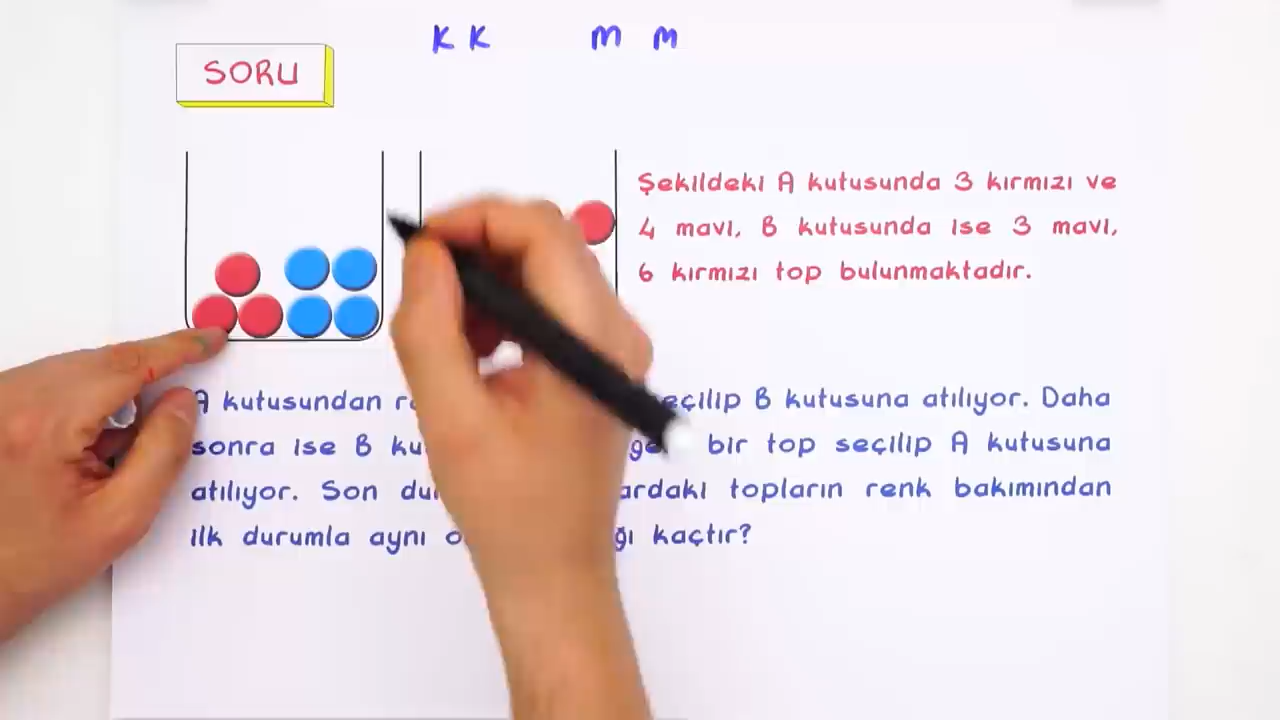 K K m m
SORU
Şekildeki A kutusunda 3 kırmızı ve
4 mavi, B kutusunda ise 3 mavi,
6 kırmızı top bulunmaktadır.
A kutusundan seçilip B kutusuna atılıyor. Daha
sonra ise B bir top seçilip A kutusuna
atılıyor. Son topların renk bakımından
ilk durumla aynı kaçtır?